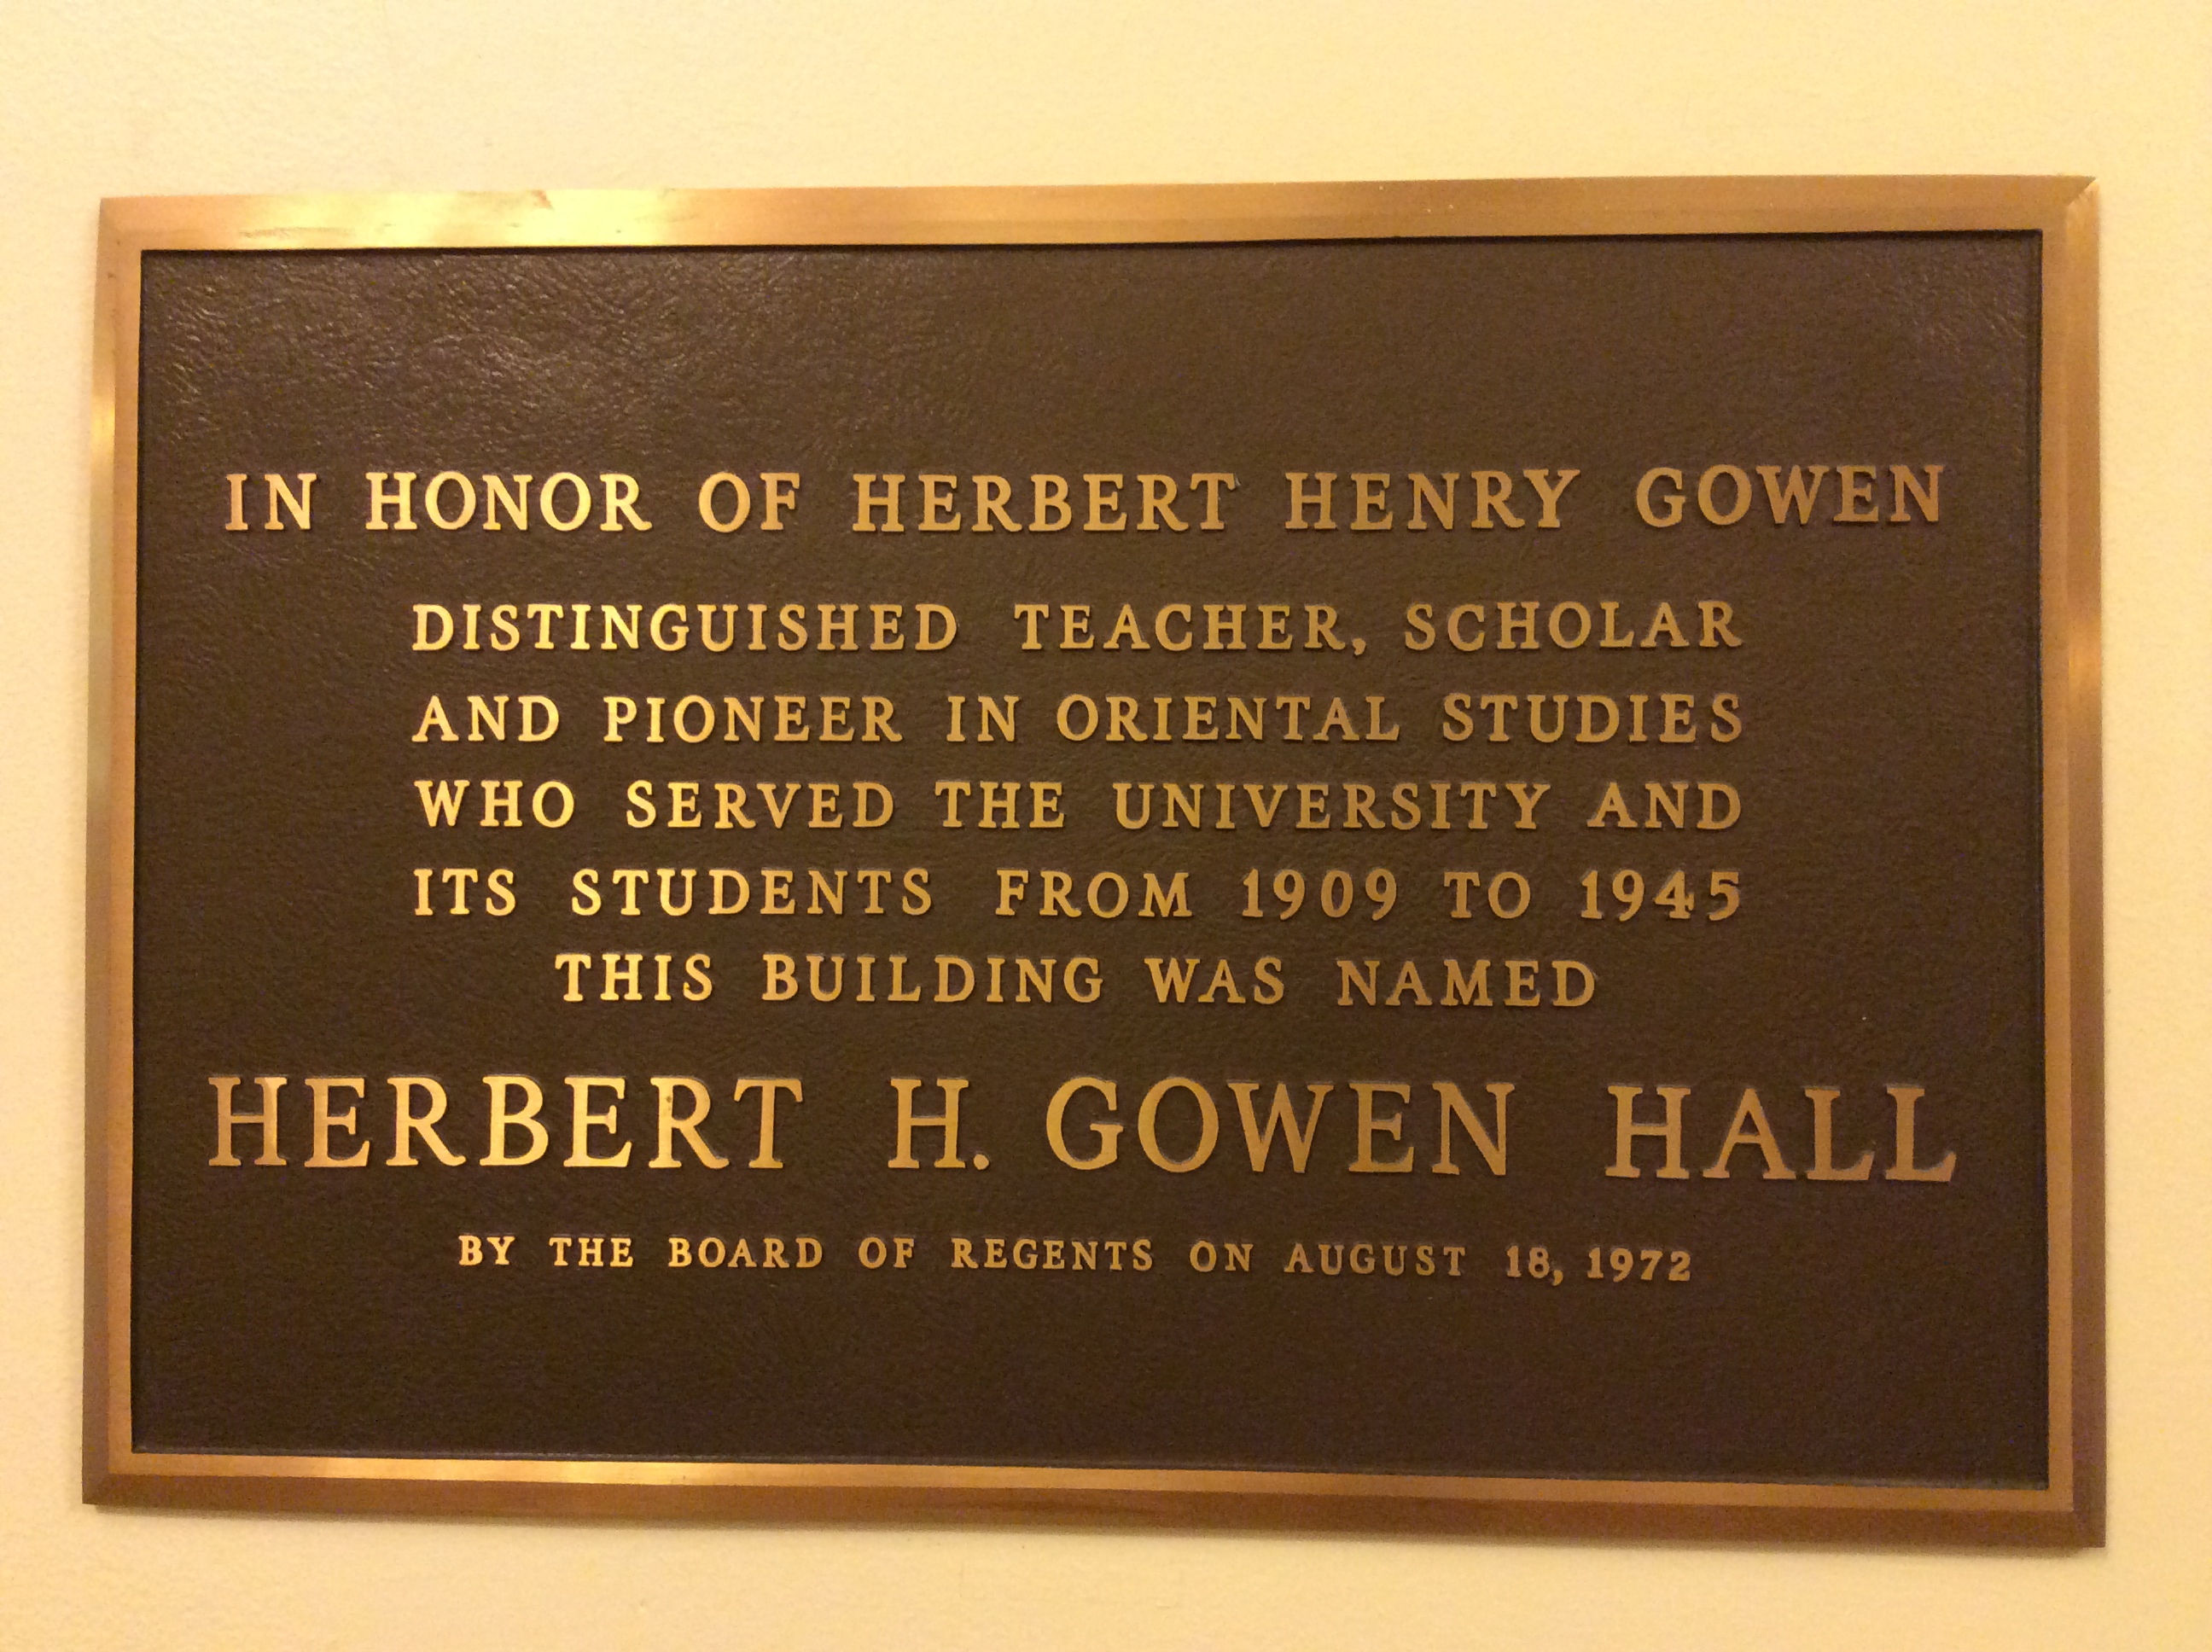 IN HONOR OF HERBERT HENRY GOWEN
DISTINGUISHED TEACHER, SCHOLAR
AND PIONEER IN ORIENTAL STUDIES
WHO SERVED THE UNIVERSITY AND
ITS STUDENTS FROM 1909 TO 1945
THIS BUILDING WAS NAMED
HERBERT H. GOWEN HALL
BY THE BOARD OF REGENTS ON AUGUST 18, 1972